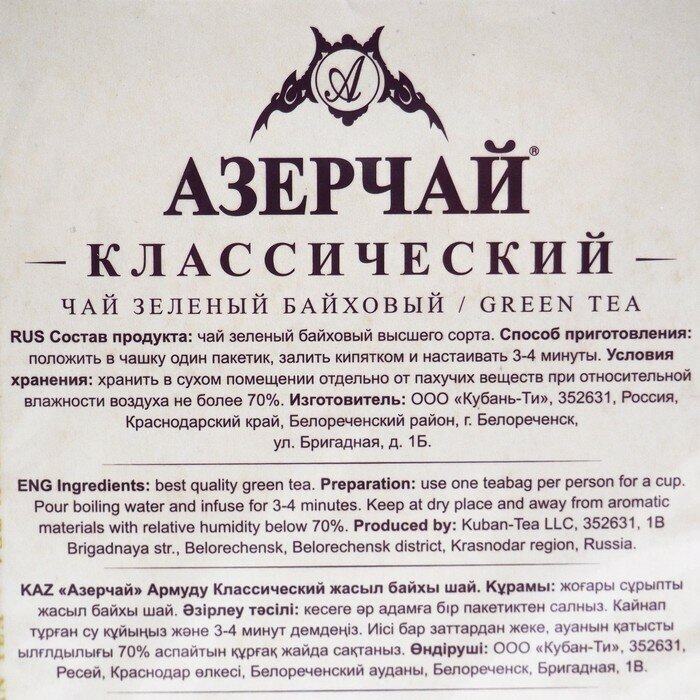 А
АЗЕРЧАЙ®
КЛАССИЧЕСКИЙ
ЧАЙ ЗЕЛЕНЫЙ БАЙХОВЫЙ / GREEN TEA
RUS Состав продукта: чай зеленый байховый высшего сорта. Способ приготовления:
положить в чашку один пакетик, залить кипятком и настаивать 3-4 минуты. Условия
хранения: хранить в сухом помещении отдельно от пахучих веществ при относительной
влажности воздуха не более 70%. Изготовитель: ООО «Кубань-Ти», 352631, Россия,
Краснодарский край, Белореченский район, г. Белореченск,
ул. Бригадная, д. 1Б.
ENG Ingredients: best quality green tea. Preparation: use one teabag per person for a cup.
Pour boiling water and infuse for 3-4 minutes. Keep at dry place and away from aromatic
materials with relative humidity below 70%. Produced by: Kuban-Tea LLC, 352631, 1B
Brigadnaya str., Belorechensk, Belorechensk district, Krasnodar region, Russia.
KAZ «Азерчай» Армуду Классический жасыл байхы шай. Құрамы: жоғары сұрыпты
жасыл байхы шай. Әзірлеу тәсілі: кесеге әр адамға бір пакетиктен салныз. Кайнап
тұрған су құйыңыз және 3-4 минут демдеңіз. Иісі бар заттардан жеке, ауанын қатысты
ылғлдылығы 70% аспайтын құрғақ жайда сақтаныз. Өндіруші: ООО «Кубан-Ти», 352631,
Ресей, Краснодар өлкесі, Белореченский ауданы, Белореченск, Бригадная, 1В.